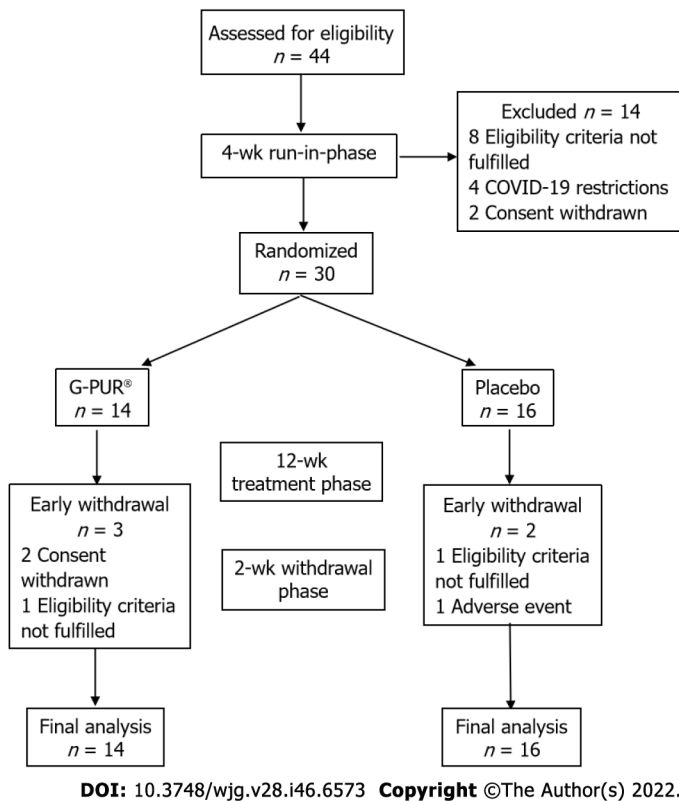 Assessed for eligibility
n = 44
4-wk run-in-phase
Excluded n = 14
8 Eligibility criteria not
fulfilled
4 COVID-19 restrictions
2 Consent withdrawn
Randomized
n = 30
G-PUR®
n = 14
Placebo
n = 16
12-wk
treatment phase
Early withdrawal
n = 3
2 Consent
withdrawn
1 Eligibility criteria
not fulfilled
Early withdrawal
n = 2
1 Eligibility criteria
not fulfilled
1 Adverse event
2-wk withdrawal
phase
Final analysis
n = 14
Final analysis
n = 16
DOI: 10.3748/wjg.v28.i46.6573 Copyright ©The Author(s) 2022.